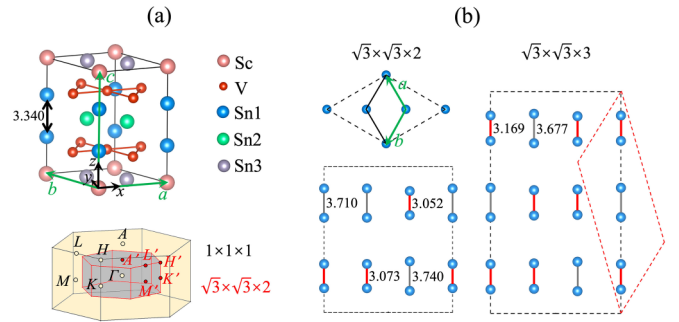 (a)
(b)
c
3.340
z
y
x
b
a
Sc
V
Sn1
Sn2
Sn3
L
A
H
A′
L′
H′
M
Γ
K
K′
M′
1×1×1
√3×√3×2
√3×√3×2
√3×√3×3
a
b
3.710
3.052
3.073
3.740
3.169
3.677